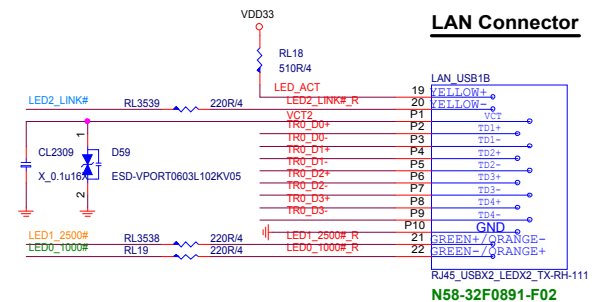 VDD33
LAN Connector
RL18
510R/4
LED_ACT
LAN_USB1B
19 YELLOW+
LED2_LINK# RL3539 220R/4 LED2_LINK#_R 20 YELLOW-
VCT2 P1 VCT
TR0_D0+ P2 TD1+
TR0_D0- P3 TD1-
TR0_D1+ P4 TD2+
TR0_D1- P5 TD2-
TR0_D2+ P6 TD3+
TR0_D2- P7 TD3-
TR0_D3+ P8 TD4+
TR0_D3- P9 TD4-
P10 GND
1
CL2309 D59
X_0.1u16X ESD-VPORT0603L102KV05
2
LED1_2500# RL3538 220R/4 LED1_2500#_R 21 GREEN+/ORANGE-
LED0_1000# RL19 220R/4 LED0_1000#_R 22 GREEN-/ORANGE+
RJ45_USBX2_LEDX2_TX-RH-111
N58-32F0891-F02